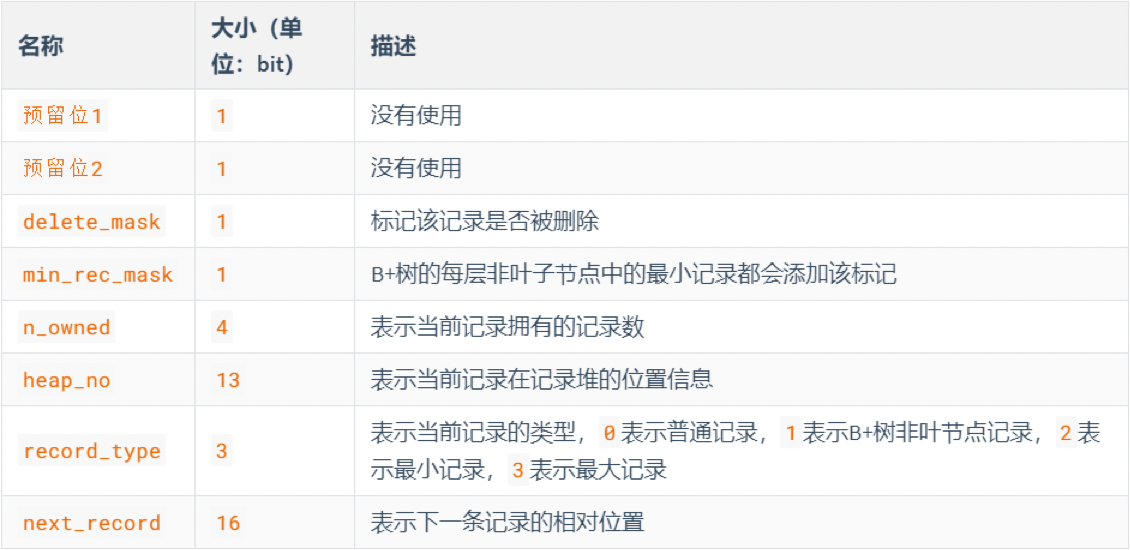 名称 大小（单位：bit） 描述
预留位1 1 没有使用
预留位2 1 没有使用
delete_mask 1 标记该记录是否被删除
min_rec_mask 1 B+树的每层非叶子节点中的最小记录都会添加该标记
n_owned 4 表示当前记录拥有的记录数
heap_no 13 表示当前记录在记录堆的位置信息
record_type 3 表示当前记录的类型，0 表示普通记录，1 表示B+树非叶节点记录，2 表
示最小记录，3 表示最大记录
next_record 16 表示下一条记录的相对位置